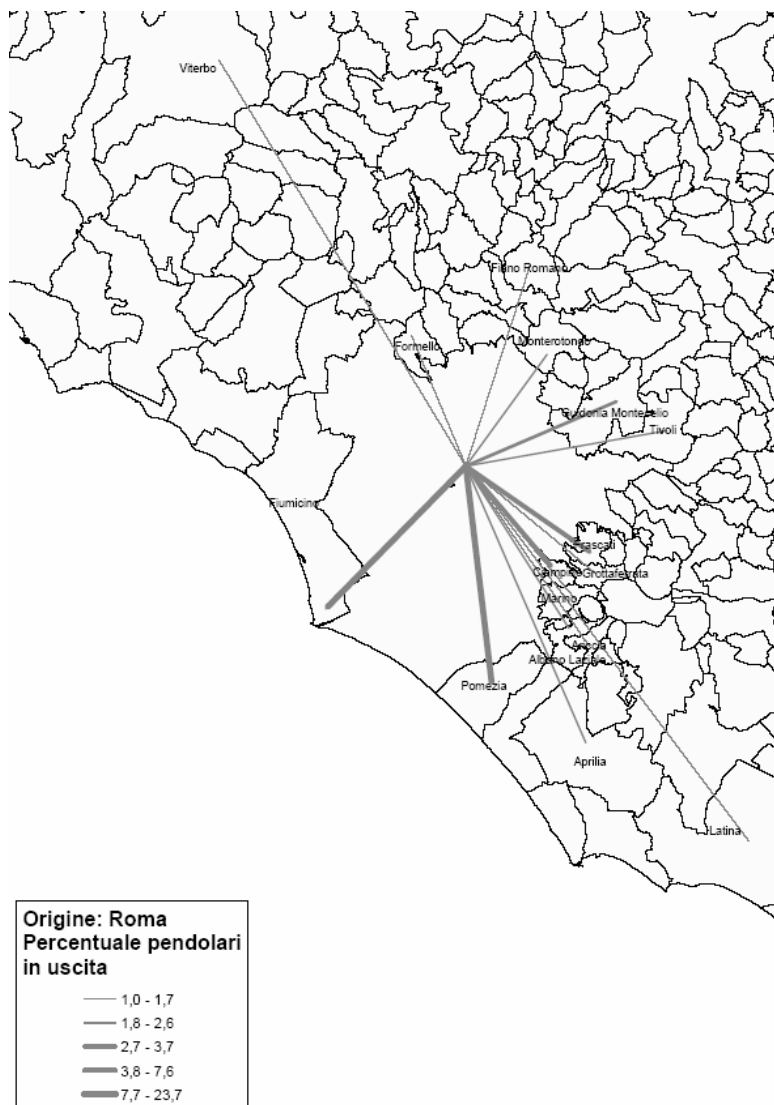 Viterbo
Fiano Romano
Formello
Monterotondo
Guidonia Montecelio
Tivoli
Fiumicino
Frascati
Ciampino
Grottaferrata
Marino
Ariccia
Albano Laziale
Pomezia
Aprilia
Latina
Origine: Roma
Percentuale pendolari
in uscita
1,0 - 1,7
1,8 - 2,6
2,7 - 3,7
3,8 - 7,6
7,7 - 23,7